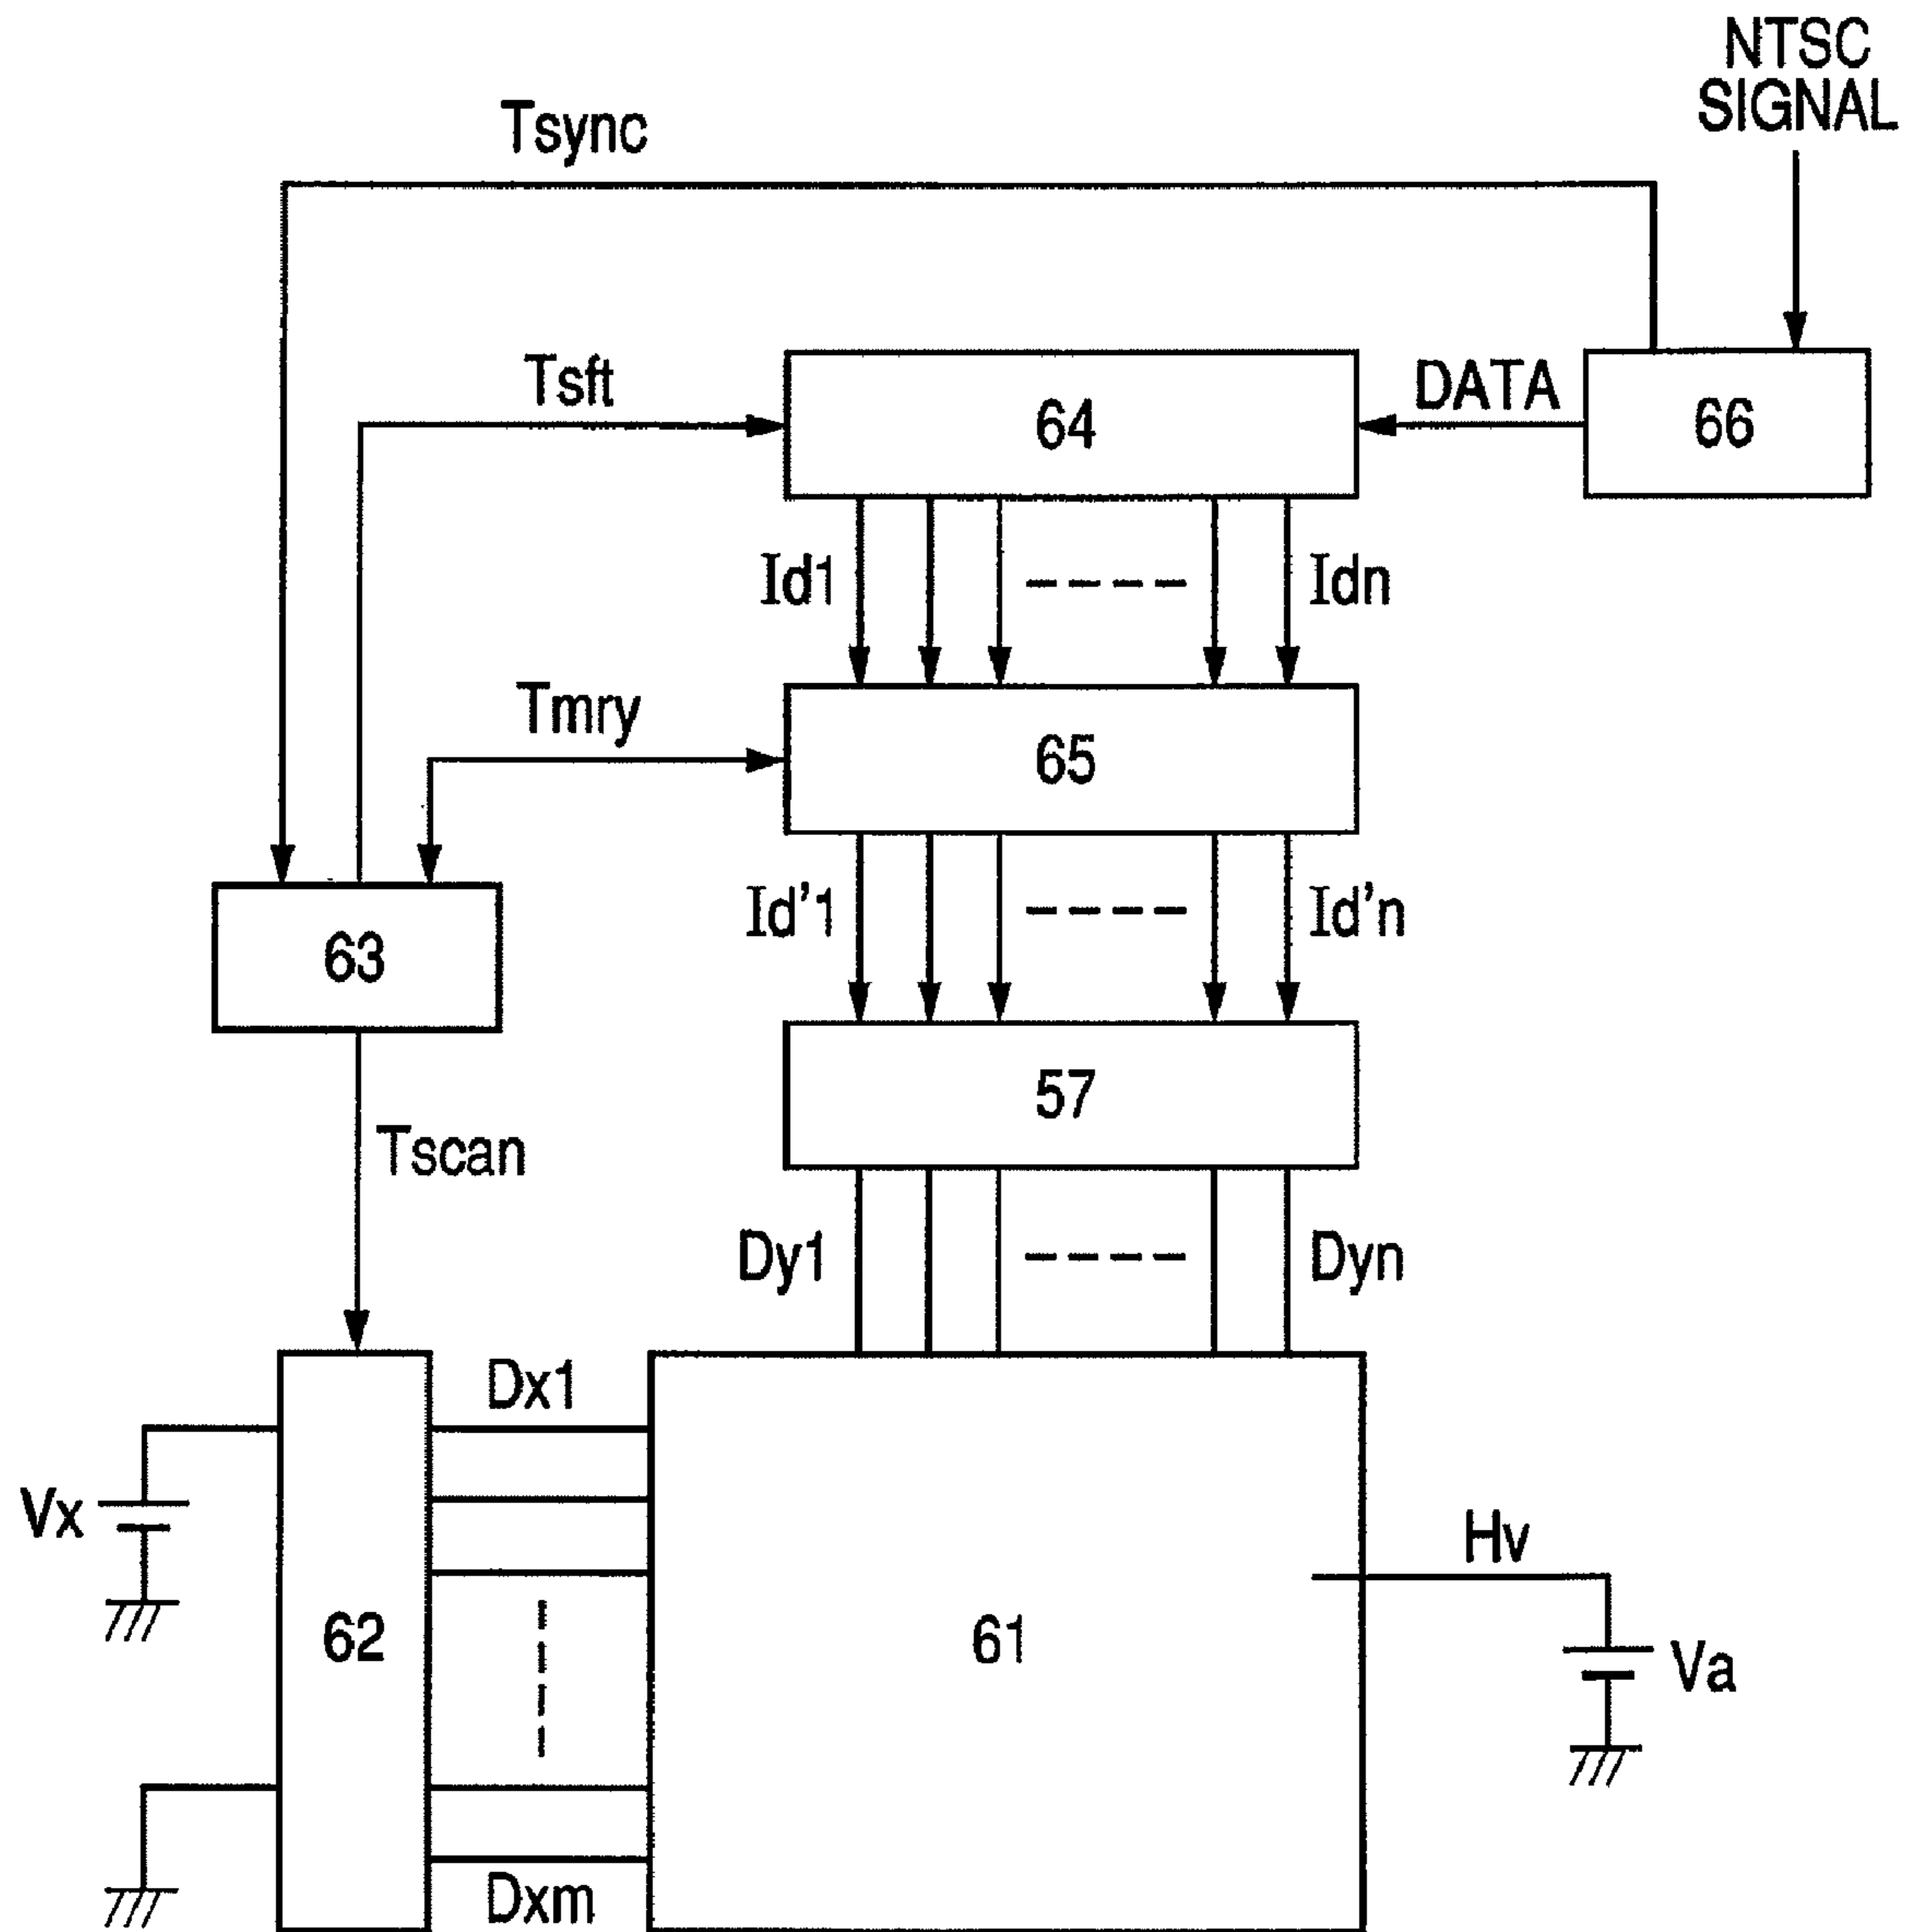 NTSC
SIGNAL
Tsync
Tsft
64
DATA
66
Id1
Idn
Tmry
65
Id'1
Id'n
63
57
Tscan
Dy1
Dyn
Dx1
Vx
Hv
62
61
Va
Dxm